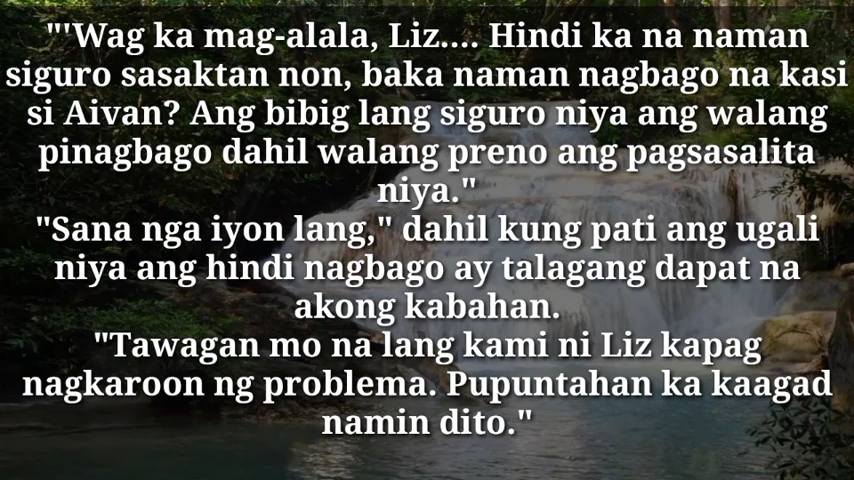 "'Wag ka mag-alala, Liz.... Hindi ka na naman
siguro sasaktan non, baka naman nagbago na kasi
si Aivan? Ang bibig lang siguro niya ang walang
pinagbago dahil walang preno ang pagsasalita
niya."
"Sana nga iyon lang," dahil kung pati ang ugali
niya ang hindi nagbago ay talagang dapat na
akong kabahan.
"Tawagan mo na lang kami ni Liz kapag
nagkaroon ng problema. Pupuntahan ka kaagad
namin dito."